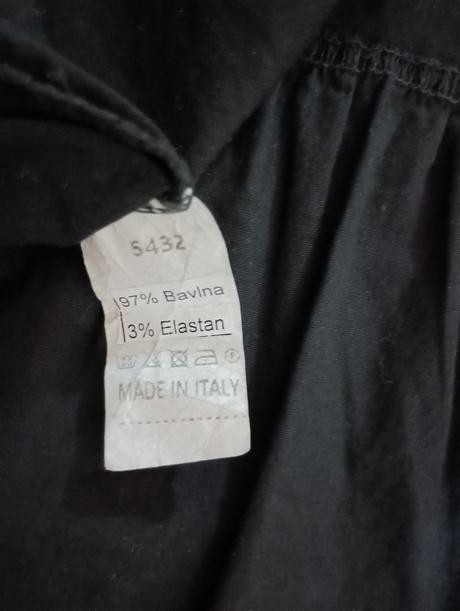 5432
97% Bavlna
3% Elastan
MADE IN ITALY